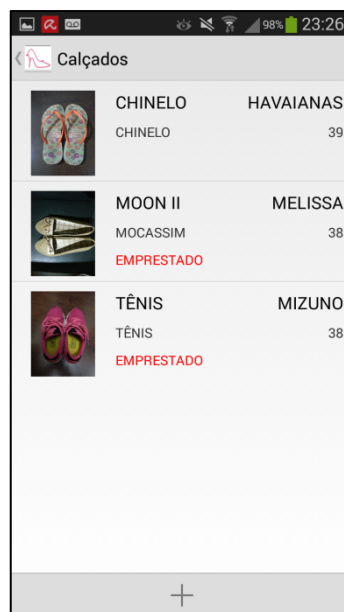 98% 23:26
Calçados
CHINELO HAVAIANAS
CHINELO 39
MOON II MELISSA
MOCASSIM 38
EMPRESTADO
TÊNIS MIZUNO
TÊNIS 38
EMPRESTADO